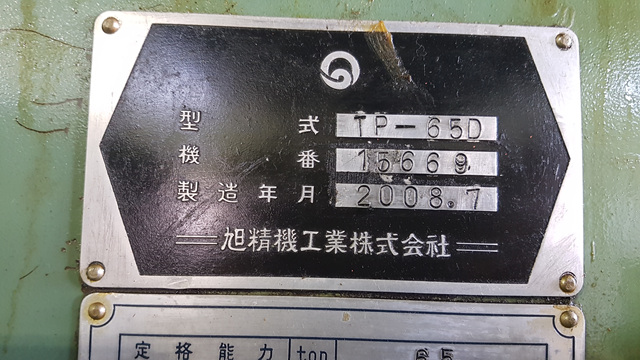 型式 TP-65D
機番 15669
製造年月 2008.7
旭精機工業株式会社
定格能力 ton 65